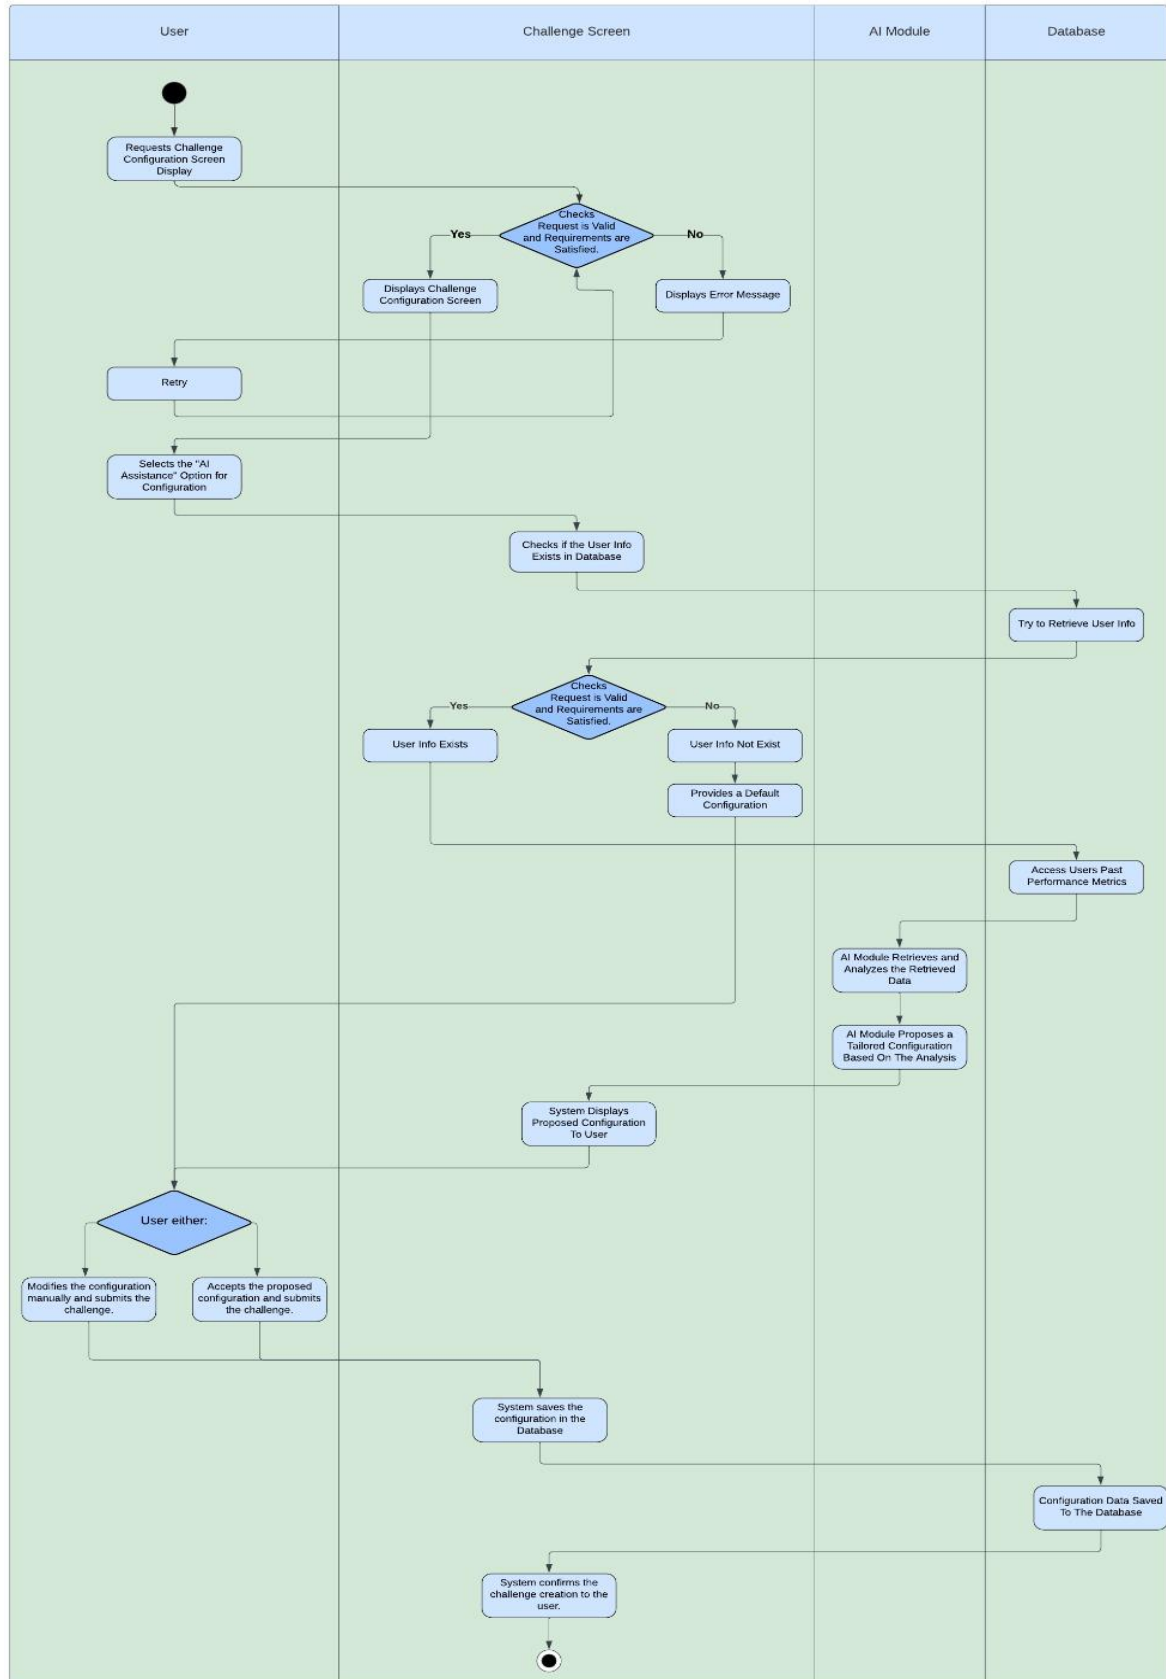 User
Challenge Screen
AI Module
Database
Requests Challenge
Configuration Screen
Display
Checks
Request is Valid
and Requirements are
Satisfied.
Yes
No
Displays Challenge
Configuration Screen
Displays Error Message
Retry
Selects the "AI
Assistance" Option for
Configuration
Checks if the User Info
Exists in Database
Try to Retrieve User Info
Checks
Request is Valid
and Requirements are
Satisfied.
Yes
No
User Info Exists
User Info Not Exist
Provides a Default
Configuration
Access Users Past
Performance Metrics
AI Module Retrieves and
Analyzes the Retrieved
Data
AI Module Proposes a
Tailored Configuration
Based On The Analysis
System Displays
Proposed Configuration
To User
User either:
Modifies the configuration
manually and submits the
challenge.
Accepts the proposed
configuration and submits
the challenge.
System saves the
configuration in the
Database
Configuration Data Saved
To The Database
System confirms the
challenge creation to the
user.